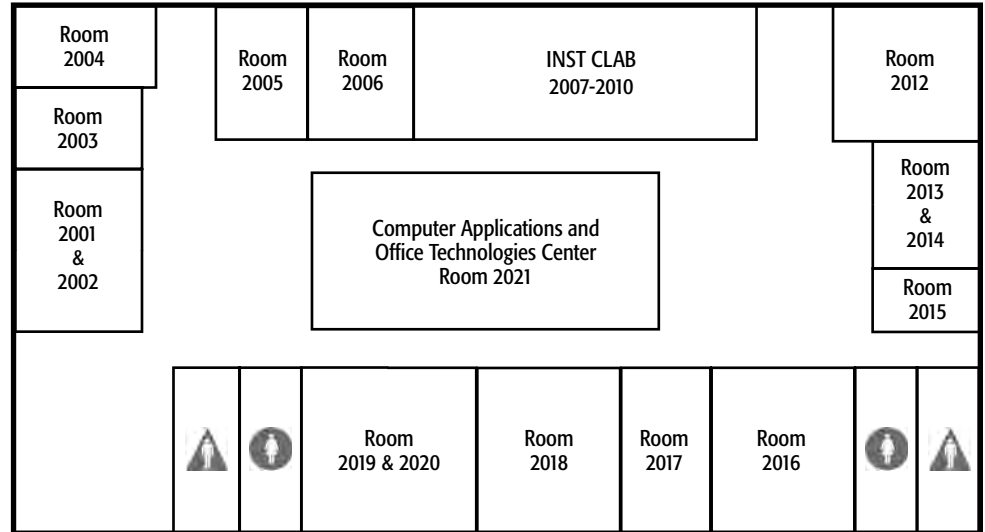 Room
2004
Room
2005
Room
2006
INST CLAB
2007-2010
Room
2012
Room
2003
Room
2001
&
2002
Computer Applications and
Office Technologies Center
Room 2021
Room
2013
&
2014
Room
2015
Room
2019 & 2020
Room
2018
Room
2017
Room
2016